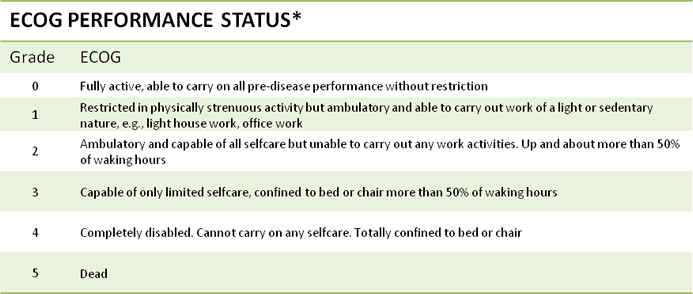 ECOG PERFORMANCE STATUS*
Grade ECOG
0 Fully active, able to carry on all pre-disease performance without restriction
1 Restricted in physically strenuous activity but ambulatory and able to carry out work of a light or sedentary
nature, e.g., light house work, office work
2 Ambulatory and capable of all selfcare but unable to carry out any work activities. Up and about more than 50%
of waking hours
3 Capable of only limited selfcare, confined to bed or chair more than 50% of waking hours
4 Completely disabled. Cannot carry on any selfcare. Totally confined to bed or chair
5 Dead